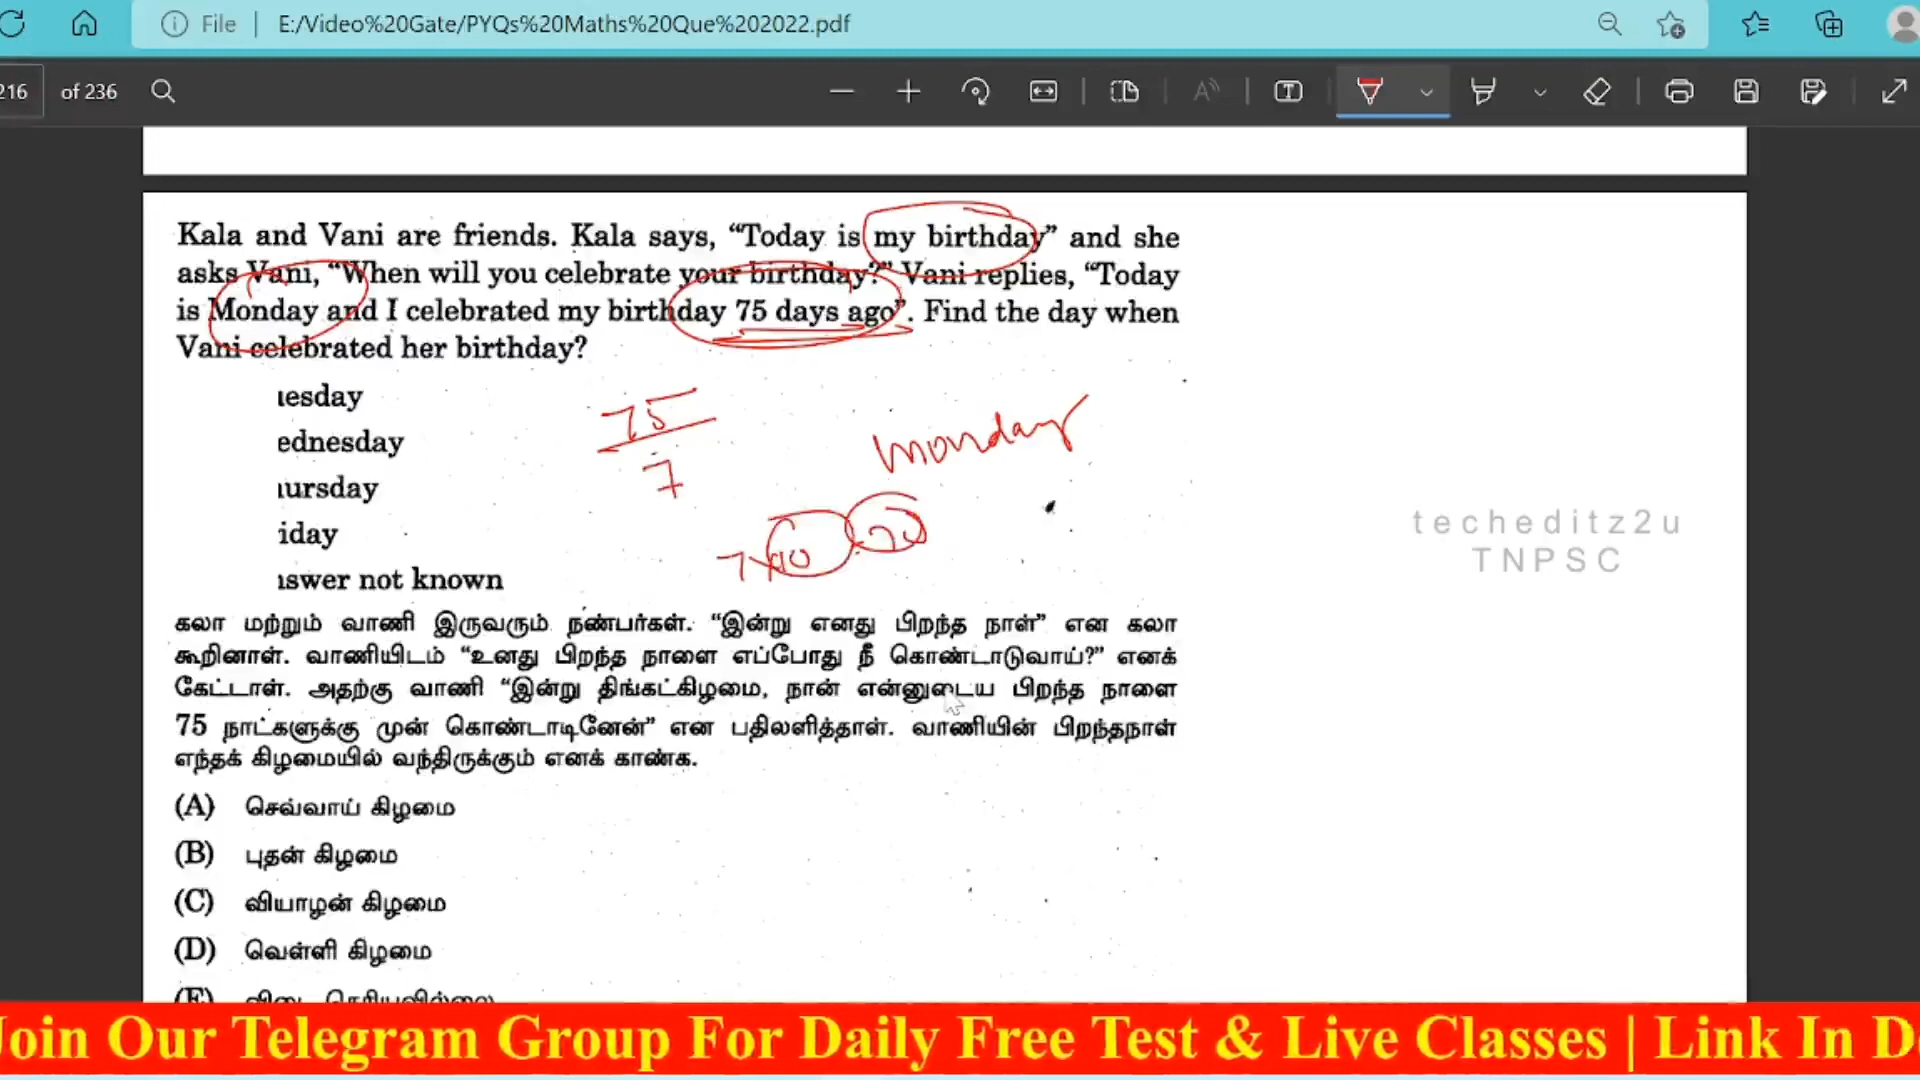 File | E:/Video%20Gate/PYQs%20Maths%20Que%202022.pdf
216 of 236
Kala and Vani are friends. Kala says, “Today is my birthday” and she
asks Vani, “When will you celebrate your birthday?” Vani replies, “Today
is Monday and I celebrated my birthday 75 days ago”. Find the day when
Vani celebrated her birthday?
uesday
ednesday
hursday
iday
nswer not known
75
7
monday
7x10 70
techeditz2u
TNPSC
கலா மற்றும் வாணி இருவரும் நண்பர்கள். “இன்று எனது பிறந்த நாள்” என கலா
கூறினாள். வாணியிடம் “உனது பிறந்த நாளை எப்போது நீ கொண்டாடுவாய்?” எனக்
கேட்டாள். அதற்கு வாணி “இன்று திங்கட்கிழமை, நான் என்னுடைய பிறந்த நாளை
75 நாட்களுக்கு முன் கொண்டாடினேன்” என பதிலளித்தாள். வாணியின் பிறந்தநாள்
எந்தக் கிழமையில் வந்திருக்கும் எனக் காண்க.
(A) செவ்வாய் கிழமை
(B) புதன் கிழமை
(C) வியாழன் கிழமை
(D) வெள்ளி கிழமை
(E) விடை தெரியவில்லை
Join Our Telegram Group For Daily Free Test & Live Classes | Link In D